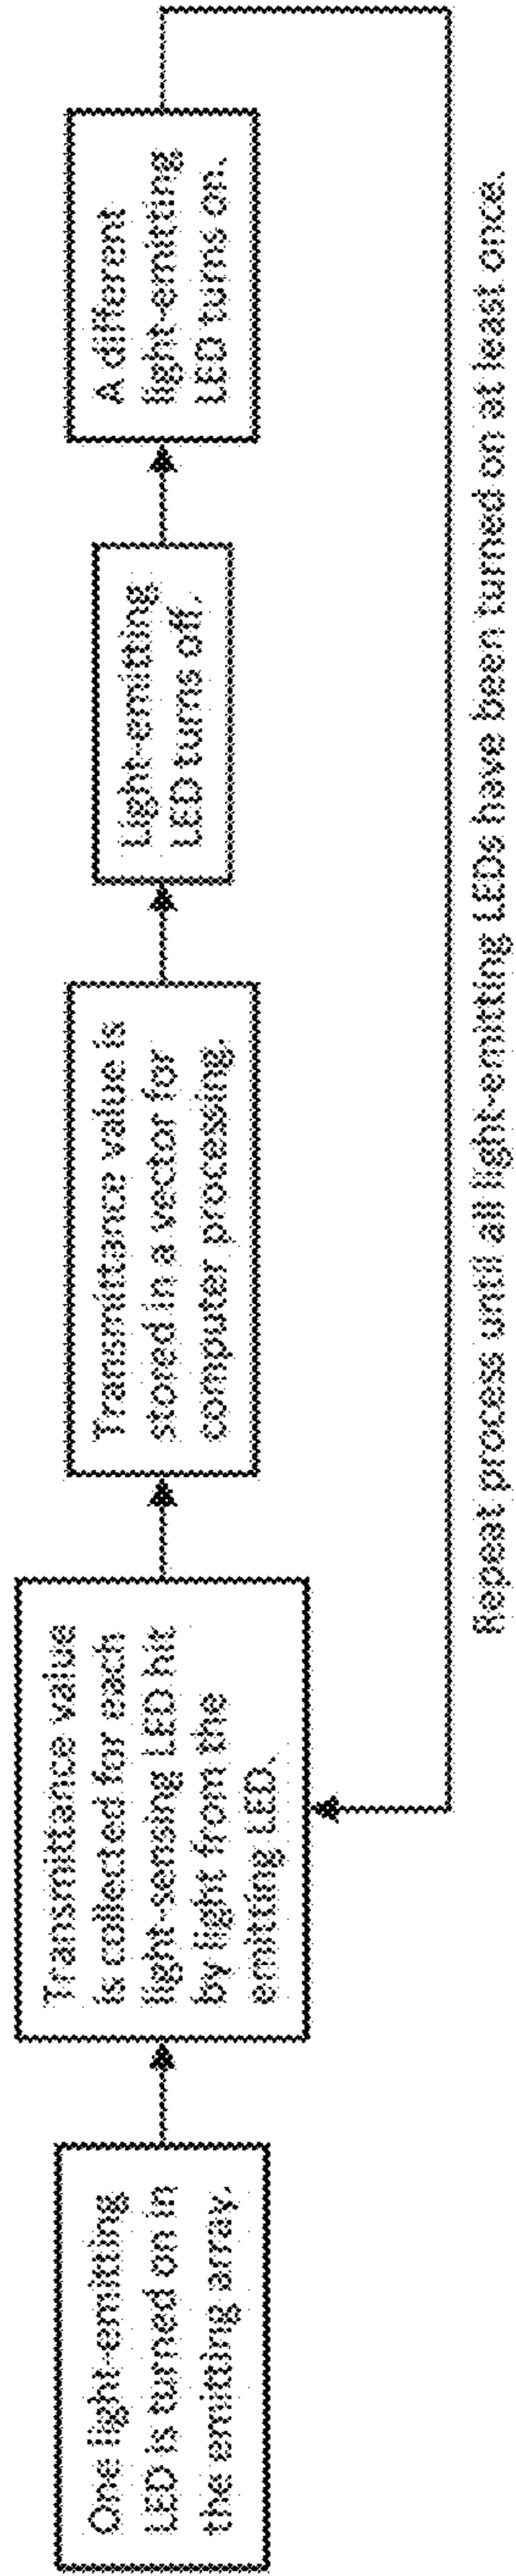 One light-emitting
LED is turned on in
the emitting array.
Transmittance value
is collected for each
light-sensing LED hit
by light from the
emitting LED.
Transmittance value is
stored in a vector for
computer processing.
Light-emitting
LED turns off.
A different
light-emitting
LED turns on.
Repeat process until all light-emitting LEDs have been turned on at least once.